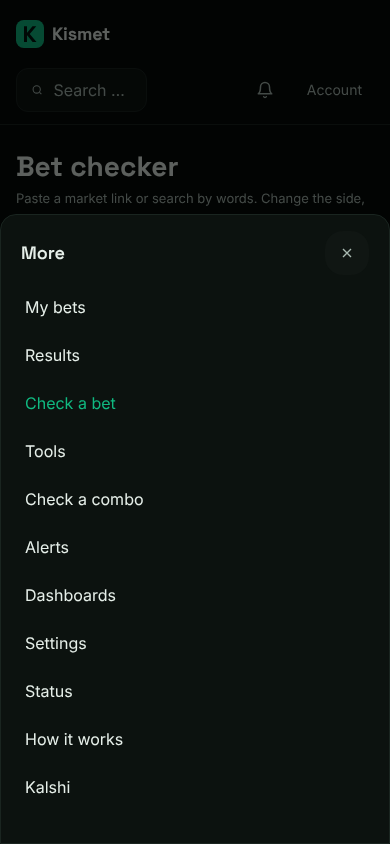 Kismet
Search ...
Account
Bet checker
Paste a market link or search by words. Change the side,
More
My bets
Results
Check a bet
Tools
Check a combo
Alerts
Dashboards
Settings
Status
How it works
Kalshi